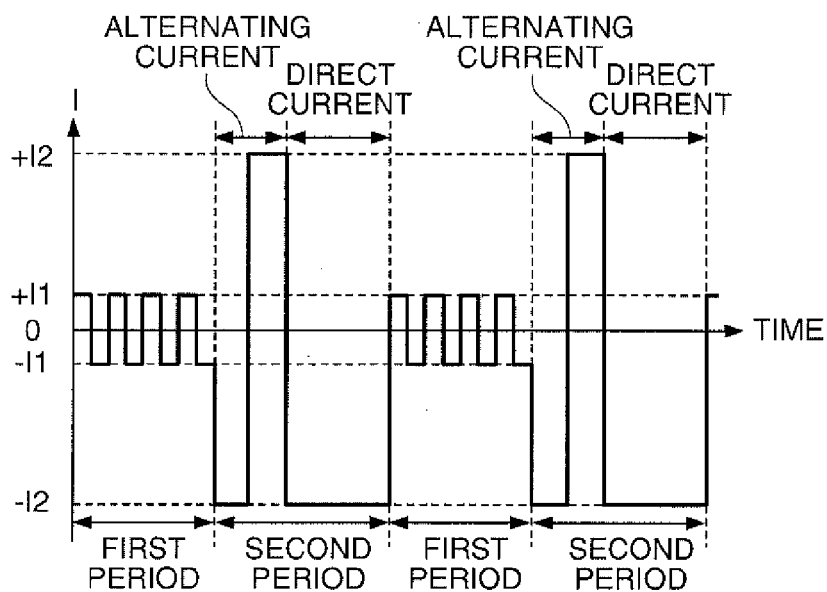 ALTERNATING
CURRENT
DIRECT
CURRENT
ALTERNATING
CURRENT
DIRECT
CURRENT
I
+I2
+I1
0
-I1
-I2
TIME
FIRST
PERIOD
SECOND
PERIOD
FIRST
PERIOD
SECOND
PERIOD